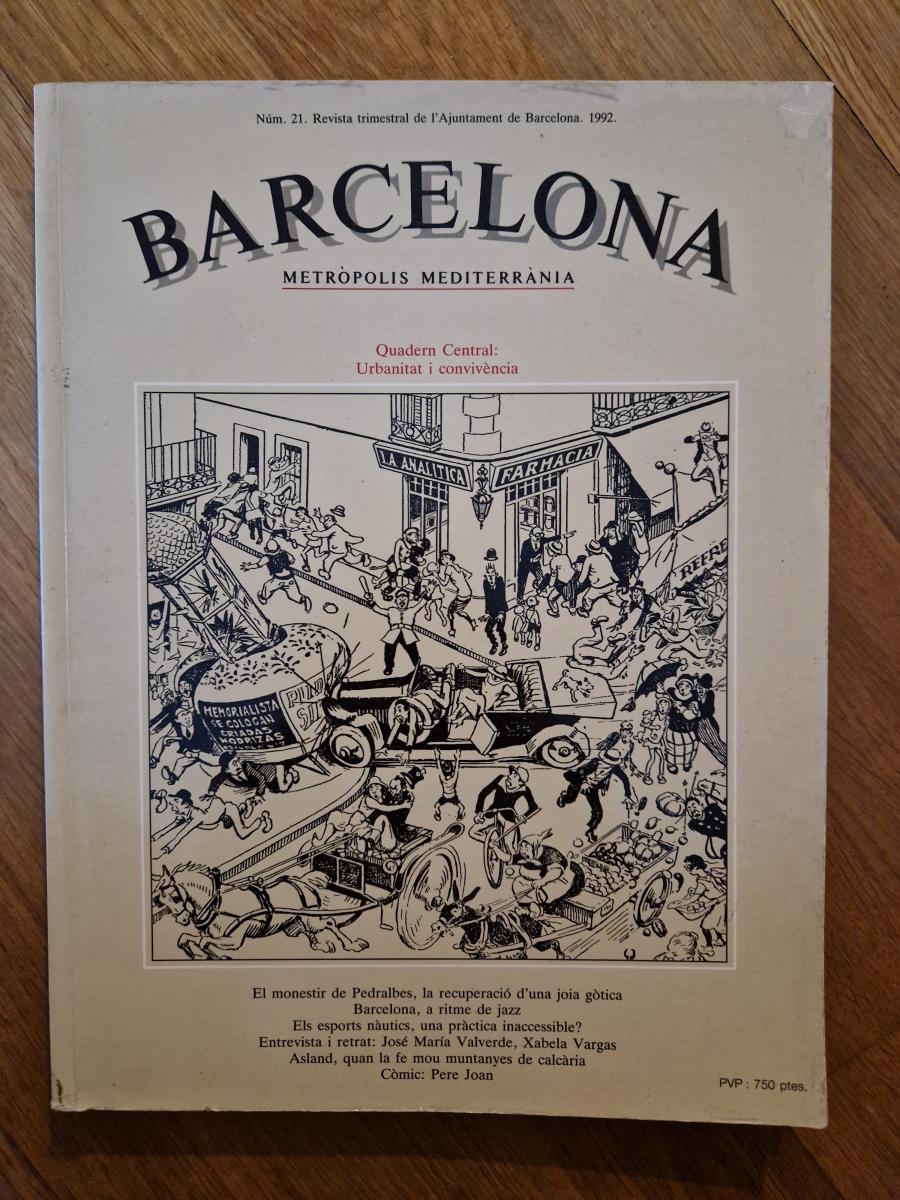 Núm. 21. Revista trimestral de l'Ajuntament de Barcelona. 1992.
BARCELONA
METRÒPOLIS MEDITERRÀNIA
Quadern Central:
Urbanitat i convivència
LA ANALITICA
FARMACIA
REFRE
MEMORIALISTA
SE COLOCAN
CRIADAS
NODRIZAS
El monestir de Pedralbes, la recuperació d'una joia gòtica
Barcelona, a ritme de jazz
Els esports nàutics, una pràctica inaccessible?
Entrevista i retrat: José María Valverde, Xabela Vargas
Asland, quan la fe mou muntanyes de calcària
Còmic: Pere Joan
PVP : 750 ptes.